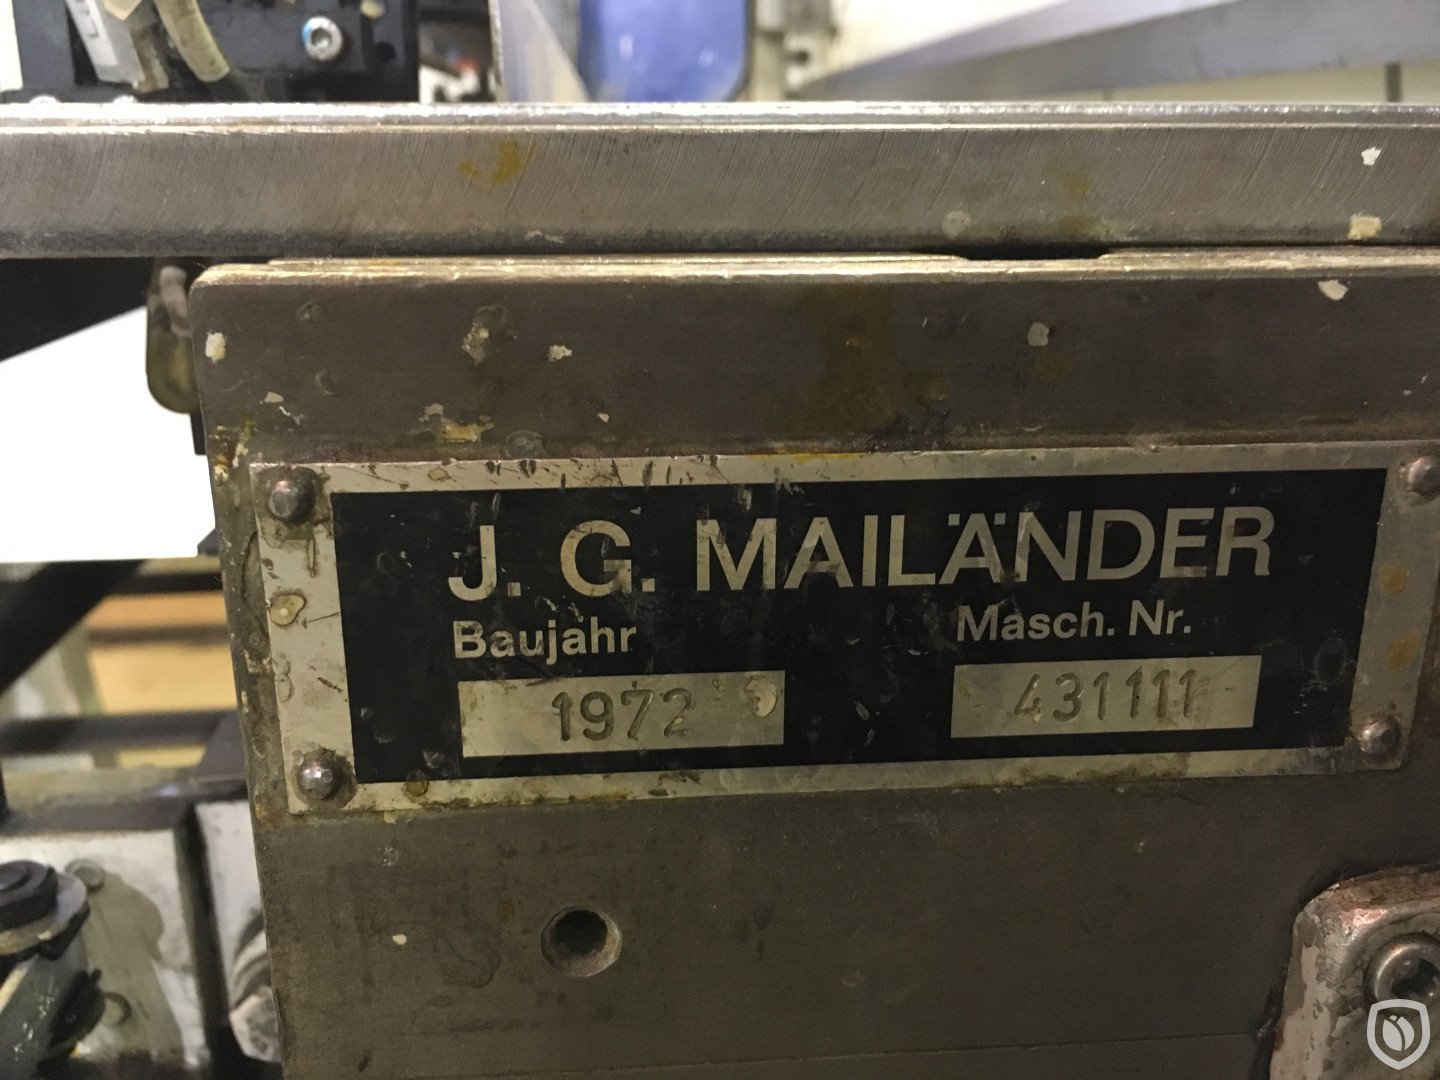 J. G. MAILÄNDER
Baujahr Masch. Nr.
1972 431111